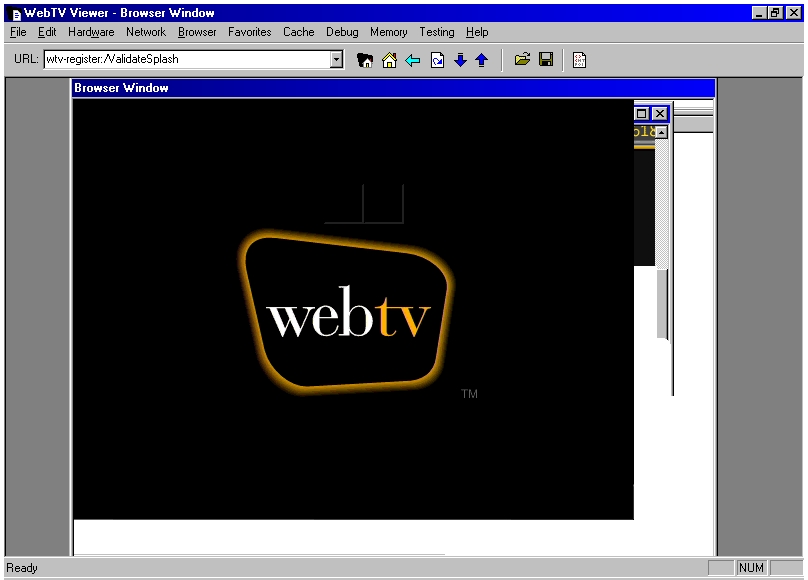 WebTV Viewer - Browser Window
File Edit Hardware Network Browser Favorites Cache Debug Memory Testing Help
URL: wtv-register:/ValidateSplash
Browser Window
webtv
TM
Ready NUM